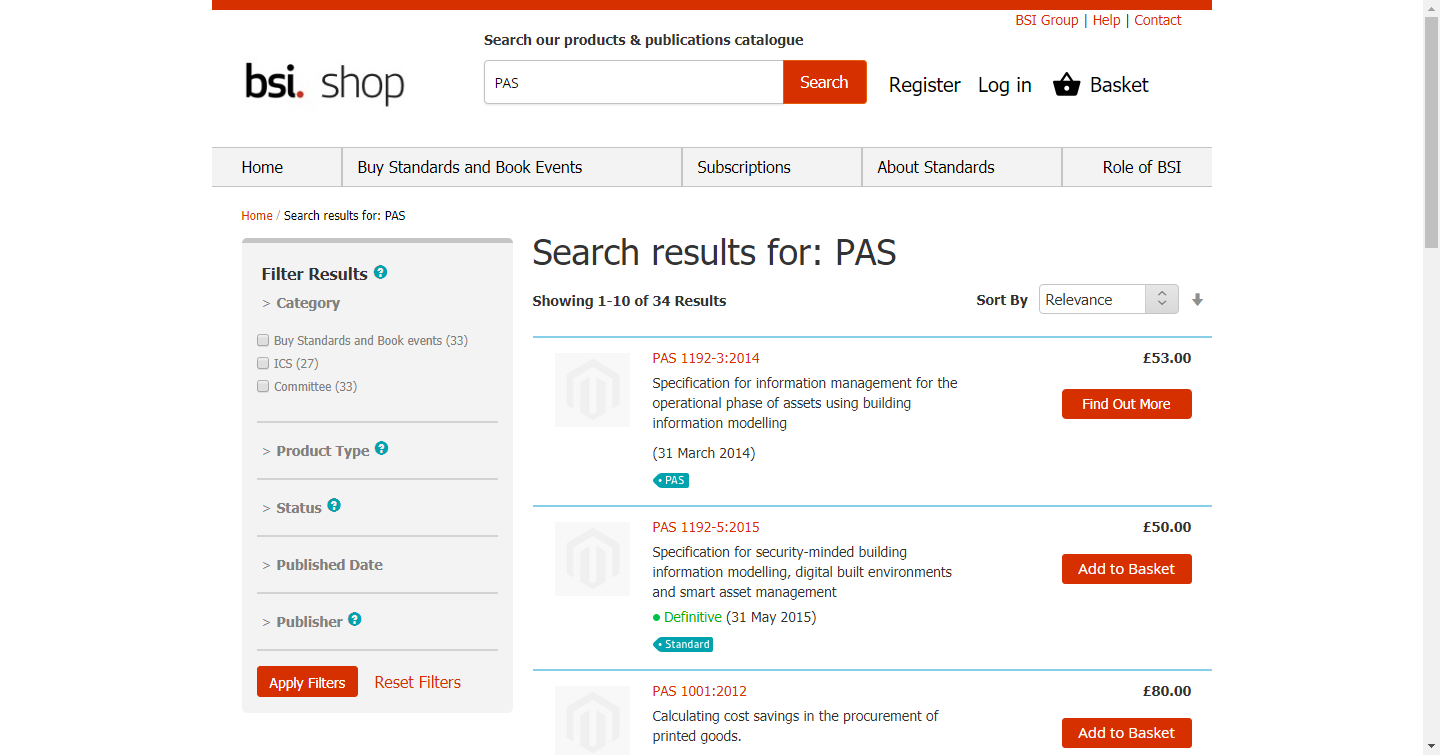 BSI Group | Help | Contact
Search our products & publications catalogue
bsi. shop
PAS
Search
Register
Log in
Basket
Home
Buy Standards and Book Events
Subscriptions
About Standards
Role of BSI
Home / Search results for: PAS
Filter Results ?
> Category
Buy Standards and Book events (33)
ICS (27)
Committee (33)
> Product Type ?
> Status ?
> Published Date
> Publisher ?
Apply Filters
Reset Filters
Search results for: PAS
Showing 1-10 of 34 Results
Sort By
Relevance
PAS 1192-3:2014
£53.00
Specification for information management for the
operational phase of assets using building
information modelling
Find Out More
(31 March 2014)
PAS
PAS 1192-5:2015
£50.00
Specification for security-minded building
information modelling, digital built environments
and smart asset management
Add to Basket
Definitive (31 May 2015)
Standard
PAS 1001:2012
£80.00
Calculating cost savings in the procurement of
printed goods.
Add to Basket